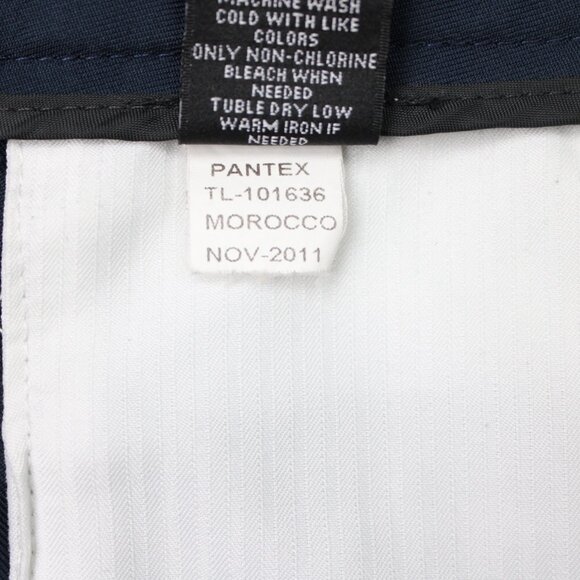 MACHINE WASH
COLD WITH LIKE
COLORS
ONLY NON-CHLORINE
BLEACH WHEN
NEEDED
TUBLE DRY LOW
WARM IRON IF
NEEDED
PANTEX
TL-101636
MOROCCO
NOV-2011